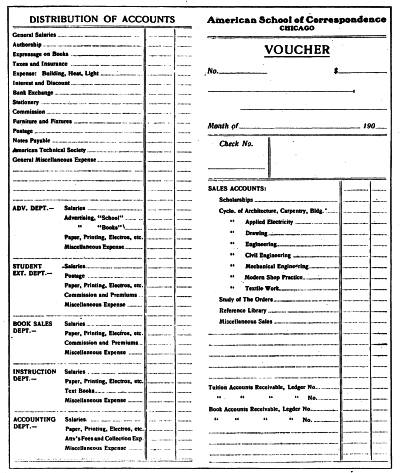 DISTRIBUTION OF ACCOUNTS
General Salaries
Authorship
Expressage on Books
Taxes and Insurance
Expense: Building, Heat, Light
Interest and Discount
Bank Exchange
Stationery
Commission
Furniture and Fixtures
Postage
Notes Payable
American Technical Society
General Miscellaneous Expense
ADV. DEPT.— Salaries
Advertising, "School"
" "Books"
Paper, Printing, Electros, etc.
Miscellaneous Expense
STUDENT Salaries
EXT. DEPT.— Postage
Paper, Printing, Electros, etc.
Commission and Premiums
Miscellaneous Expense
BOOK SALES Salaries
DEPT.— Paper, Printing, Electros, etc.
Commission and Premiums
Miscellaneous Expense
INSTRUCTION Salaries
DEPT.— Paper, Printing, Electros, etc.
Text Books
Miscellaneous Expense
ACCOUNTING Salaries
DEPT.— Paper, Printing, Electros, etc.
Att'y's Fees and Collection Exp.
Miscellaneous Expense
American School of Correspondence
CHICAGO
VOUCHER
No. $
Month of 190
Check No.
SALES ACCOUNTS:
Scholarships
Cyclo. of Architecture, Carpentry, Bldg.
" Applied Electricity
" Drawing
" Engineering
" Civil Engineering
" Mechanical Engineering
" Modern Shop Practice
" Textile Work
Study of The Orders
Reference Library
Miscellaneous Sales
Tuition Accounts Receivable, Ledger No.
" " " " No.
Book Accounts Receivable, Legder No.
" " " " No.